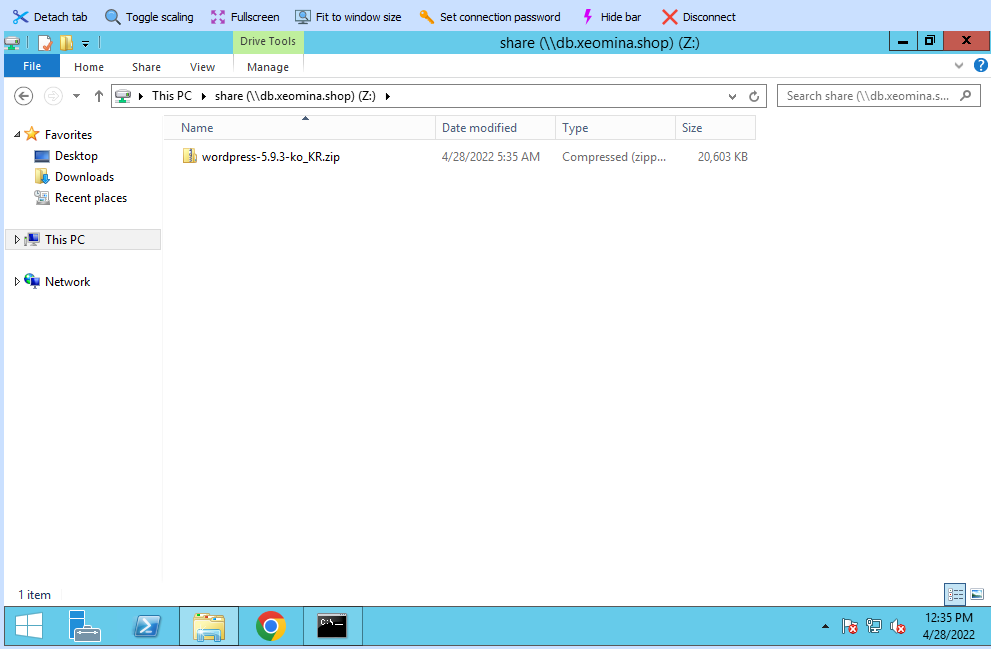 Detach tab Toggle scaling Fullscreen Fit to window size Set connection password Hide bar Disconnect
Drive Tools share (\\db.xeomina.shop) (Z:)
File Home Share View Manage
This PC share (\\db.xeomina.shop) (Z:) Search share (\\db.xeomina.s...
Name Date modified Type Size
wordpress-5.9.3-ko_KR.zip 4/28/2022 5:35 AM Compressed (zipp... 20,603 KB
Favorites
Desktop
Downloads
Recent places
This PC
Network
1 item
C:\._
12:35 PM
4/28/2022